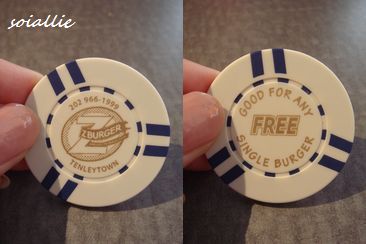 soiallie
202 966-1999
Z BURGER
TENLEYTOWN
GOOD FOR ANY
FREE
SINGLE BURGER